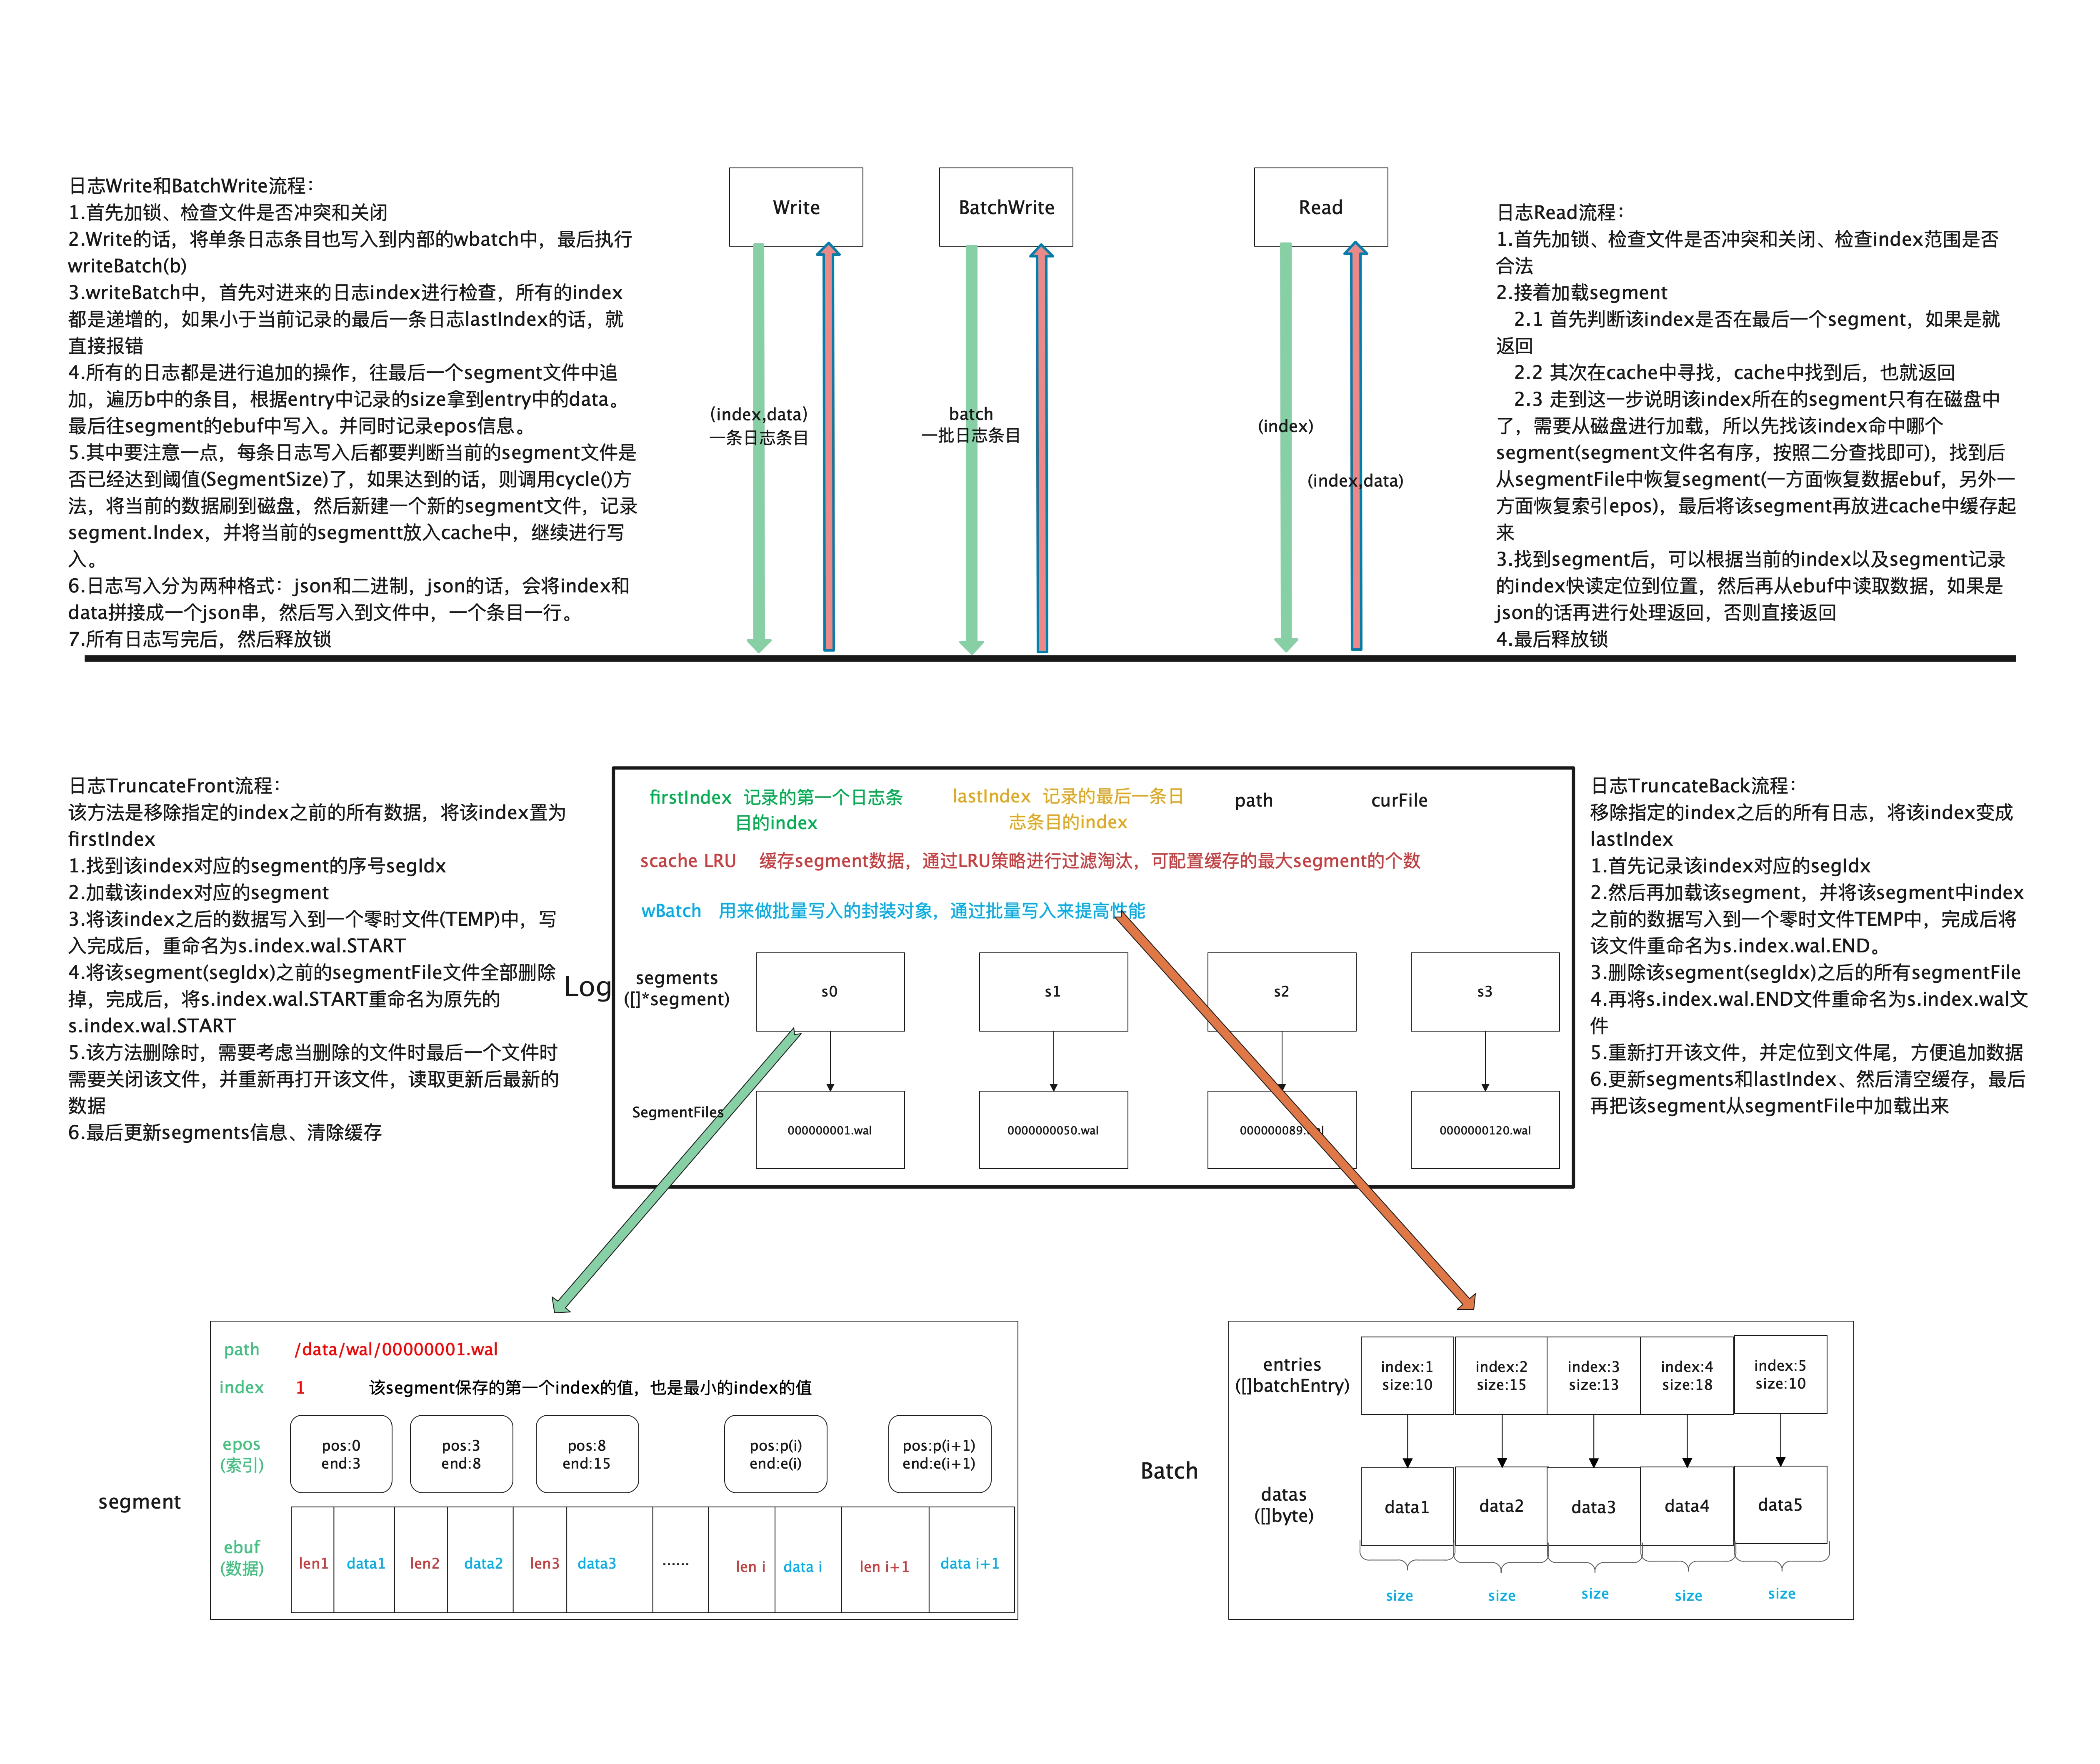 日志Write和BatchWrite流程：
1.首先加锁、检查文件是否冲突和关闭
2.Write的话，将单条日志条目也写入到内部的wbatch中，最后执行
writeBatch(b)
3.writeBatch中，首先对进来的日志index进行检查，所有的index
都是递增的，如果小于当前记录的最后一条日志lastIndex的话，就
直接报错
4.所有的日志都是进行追加的操作，往最后一个segment文件中追
加，遍历b中的条目，根据entry中记录的size拿到entry中的data。
最后往segment的ebuf中写入。并同时记录epos信息。
5.其中要注意一点，每条日志写入后都要判断当前的segment文件是
否已经达到阈值(SegmentSize)了，如果达到的话，则调用cycle()方
法，将当前的数据刷到磁盘，然后新建一个新的segment文件，记录
segment.Index，并将当前的segmentt放入cache中，继续进行写
入。
6.日志写入分为两种格式：json和二进制，json的话，会将index和
data拼接成一个json串，然后写入到文件中，一个条目一行。
7.所有日志写完后，然后释放锁
Write
BatchWrite
Read
(index,data)
一条日志条目
batch
一批日志条目
(index)
(index,data)
日志Read流程：
1.首先加锁、检查文件是否冲突和关闭、检查index范围是否
合法
2.接着加载segment
2.1 首先判断该index是否在最后一个segment，如果是就
返回
2.2 其次在cache中寻找，cache中找到后，也就返回
2.3 走到这一步说明该index所在的segment只有在磁盘中
了，需要从磁盘进行加载，所以先找该index命中哪个
segment(segment文件名有序，按照二分查找即可)，找到后
从segmentFile中恢复segment(一方面恢复数据ebuf，另外一
方面恢复索引epos)，最后将该segment再放进cache中缓存起
来
3.找到segment后，可以根据当前的index以及segment记录
的index快读定位到位置，然后再从ebuf中读取数据，如果是
json的话再进行处理返回，否则直接返回
4.最后释放锁
日志TruncateFront流程：
该方法是移除指定的index之前的所有数据，将该index置为
firstIndex
1.找到该index对应的segment的序号segIdx
2.加载该index对应的segment
3.将该index之后的数据写入到一个零时文件(TEMP)中，写
入完成后，重命名为s.index.wal.START
4.将该segment(segIdx)之前的segmentFile文件全部删除
掉，完成后，将s.index.wal.START重命名为原先的
s.index.wal.START
5.该方法删除时，需要考虑当删除的文件时最后一个文件时
需要关闭该文件，并重新再打开该文件，读取更新后最新的
数据
6.最后更新segments信息、清除缓存
Log
firstIndex 记录的第一个日志条
目的index
lastIndex 记录的最后一条日
志条目的index
path
curFile
scache LRU 缓存segment数据，通过LRU策略进行过滤淘汰，可配置缓存的最大segment的个数
wBatch 用来做批量写入的封装对象，通过批量写入来提高性能
segments
([]*segment)
s0
s1
s2
s3
SegmentFiles
000000001.wal
0000000050.wal
000000089.wal
0000000120.wal
日志TruncateBack流程：
移除指定的index之后的所有日志，将该index变成
lastIndex
1.首先记录该index对应的segIdx
2.然后再加载该segment，并将该segment中index
之前的数据写入到一个零时文件TEMP中，完成后将
该文件重命名为s.index.wal.END。
3.删除该segment(segIdx)之后的所有segmentFile
4.再将s.index.wal.END文件重命名为s.index.wal文
件
5.重新打开该文件，并定位到文件尾，方便追加数据
6.更新segments和lastIndex、然后清空缓存，最后
再把该segment从segmentFile中加载出来
segment
path /data/wal/00000001.wal
index 1 该segment保存的第一个index的值，也是最小的index的值
epos
(索引)
pos:0
end:3
pos:3
end:8
pos:8
end:15
pos:p(i)
end:e(i)
pos:p(i+1)
end:e(i+1)
ebuf
(数据)
len1 data1 len2 data2 len3 data3 ...... len i data i len i+1 data i+1
Batch
entries
([]batchEntry)
index:1
size:10
index:2
size:15
index:3
size:13
index:4
size:18
index:5
size:10
datas
([]byte)
data1 data2 data3 data4 data5
size size size size size